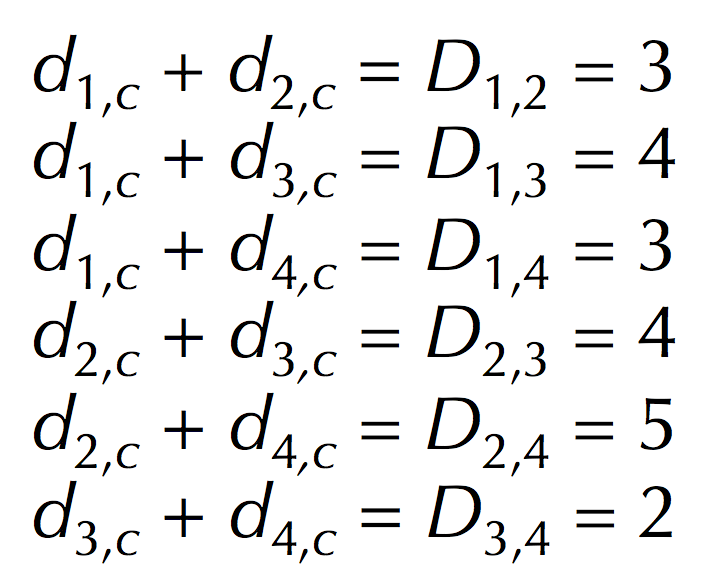 d₁,c + d₂,c = D₁,₂ = 3
d₁,c + d₃,c = D₁,₃ = 4
d₁,c + d₄,c = D₁,₄ = 3
d₂,c + d₃,c = D₂,₃ = 4
d₂,c + d₄,c = D₂,₄ = 5
d₃,c + d₄,c = D₃,₄ = 2